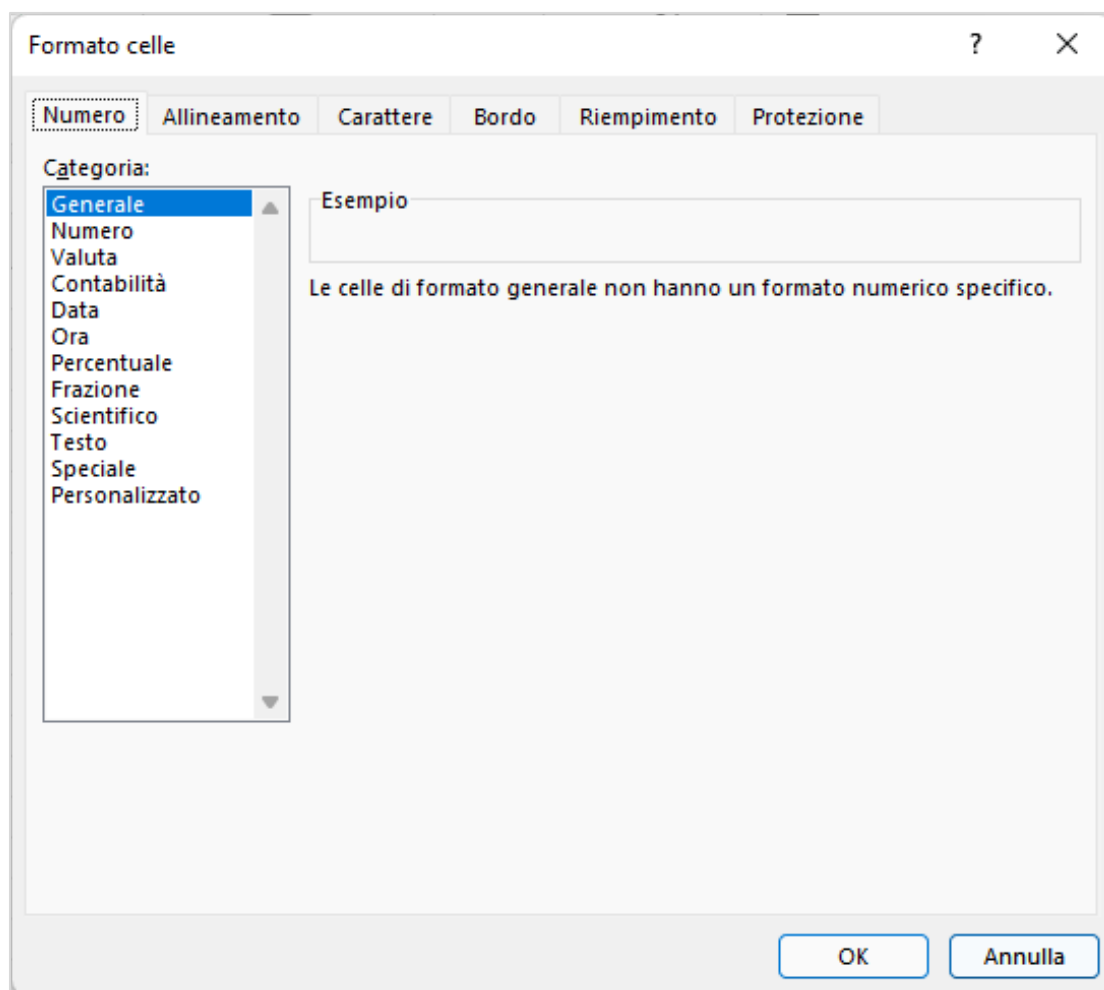 Formato celle
?
Numero Allineamento Carattere Bordo Riempimento Protezione
Categoria:
Generale
Numero
Valuta
Contabilità
Data
Ora
Percentuale
Frazione
Scientifico
Testo
Speciale
Personalizzato
Esempio
Le celle di formato generale non hanno un formato numerico specifico.
OK Annulla